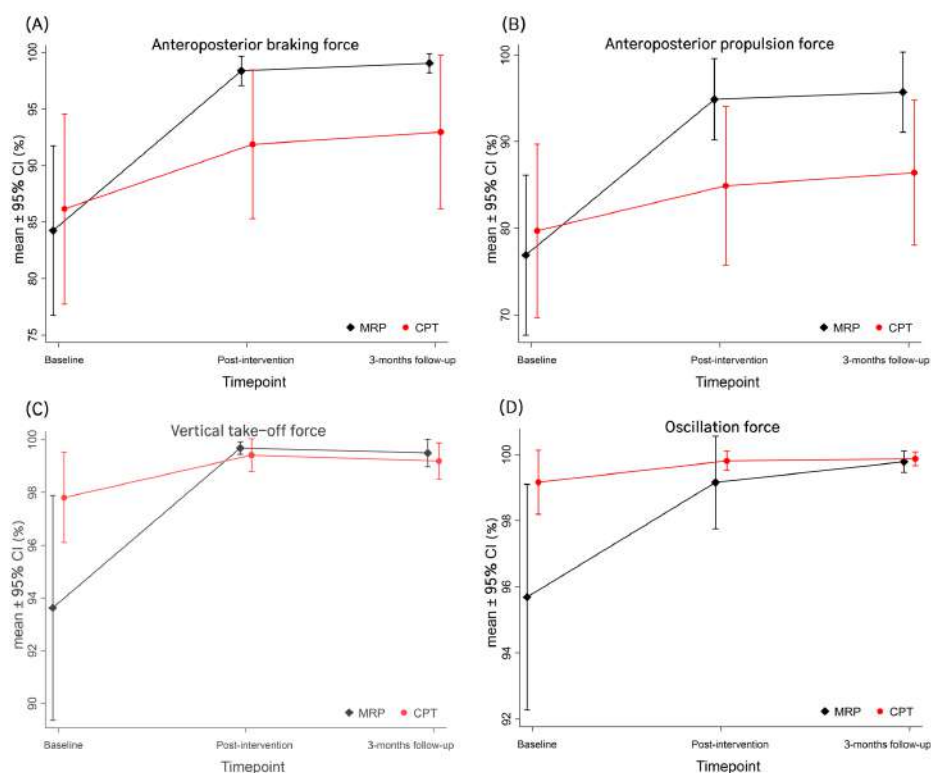 (A)
Anteroposterior braking force
mean ± 95% CI (%)
100
95
90
85
80
75
MRP CPT
Baseline Post-intervention 3-months follow-up
Timepoint
(B)
Anteroposterior propulsion force
mean ± 95% CI (%)
100
90
80
70
MRP CPT
Baseline Post-intervention 3-months follow-up
Timepoint
(C)
Vertical take-off force
mean ± 95% CI (%)
100
98
96
94
92
90
MRP CPT
Baseline Post-intervention 3-months follow-up
Timepoint
(D)
Oscillation force
mean ± 95% CI (%)
100
98
96
94
92
MRP CPT
Baseline Post-intervention 3-months follow-up
Timepoint